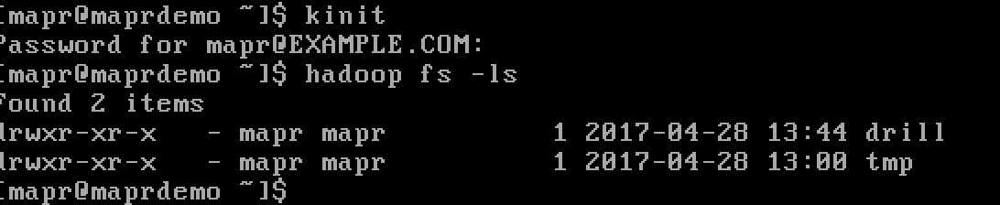 [mapr@maprdemo ~]$ kinit
Password for mapr@EXAMPLE.COM:
[mapr@maprdemo ~]$ hadoop fs -ls
Found 2 items
drwxr-xr-x   - mapr mapr          1 2017-04-28 13:44 drill
drwxr-xr-x   - mapr mapr          1 2017-04-28 13:00 tmp
[mapr@maprdemo ~]$